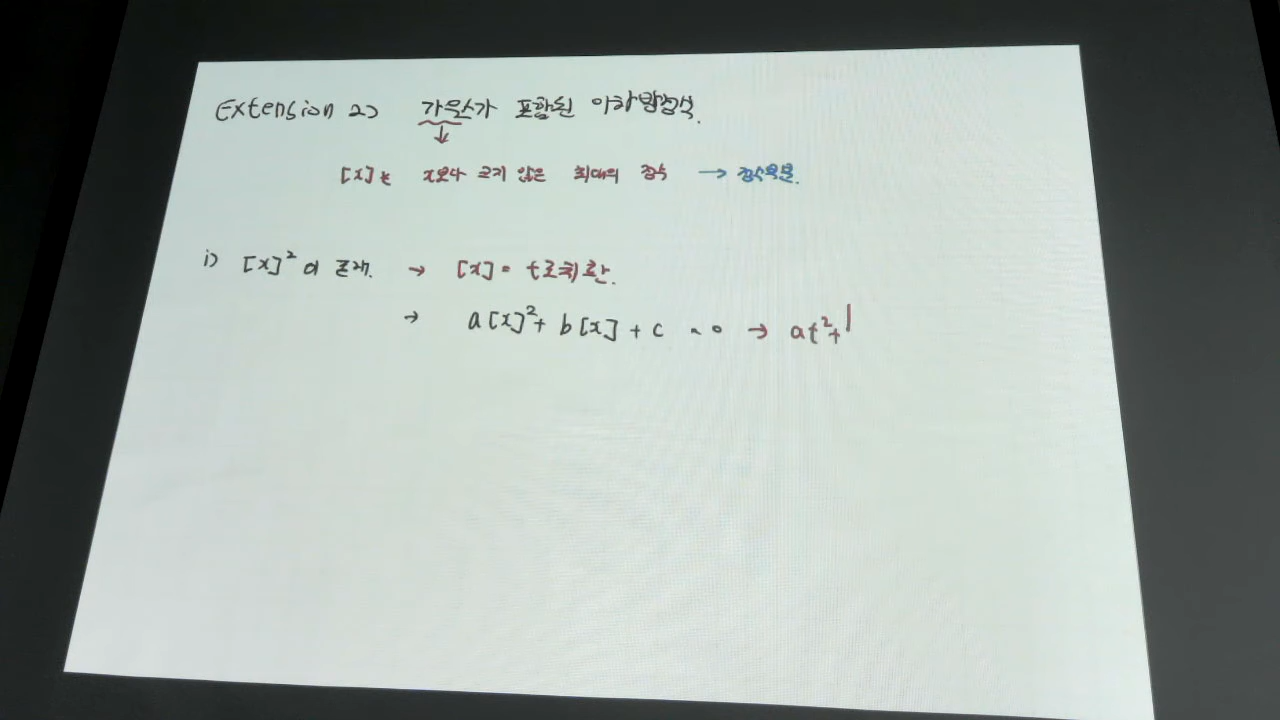 Extension 2) 가우스가 포함된 이차방정식.
↓
[x]는 x보다 크지 않은 최대의 정수 → 정수부분.
i) [x]² 이 존재. → [x] = t로 치환.
→ a[x]² + b[x] + c = 0 → at² +